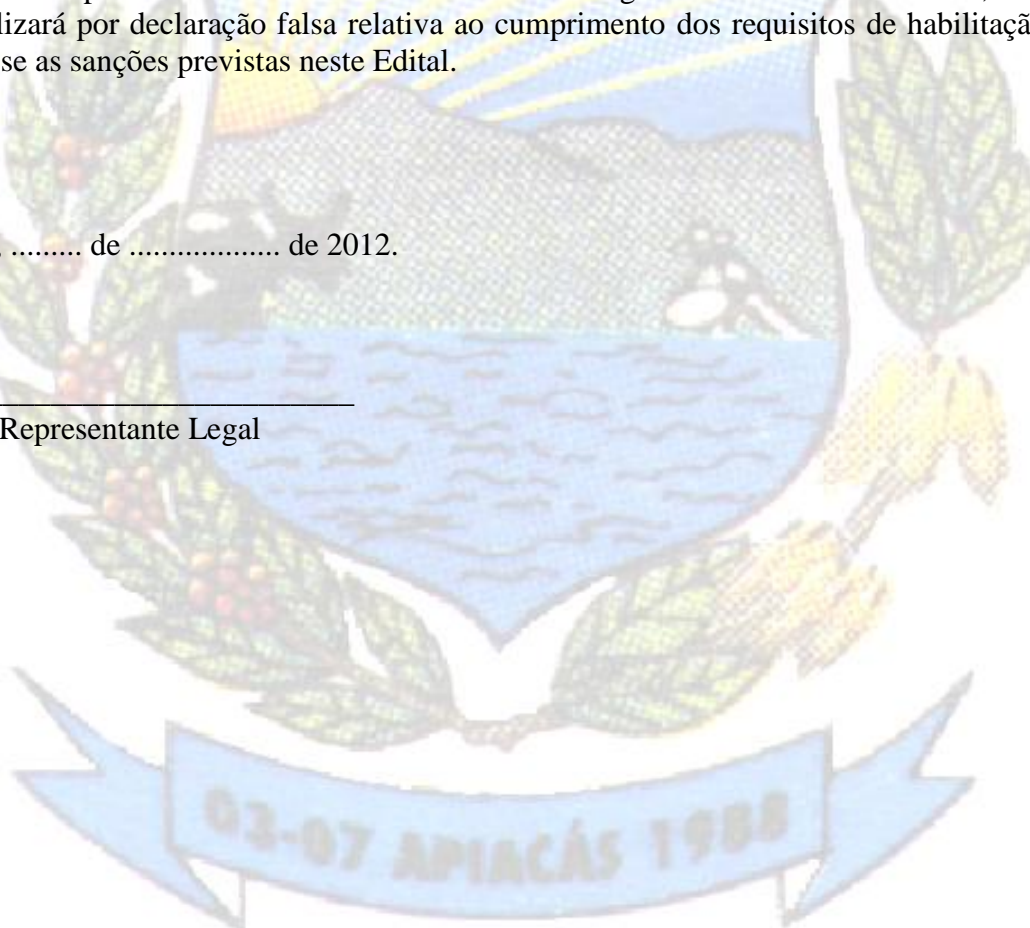 lizará por declaração falsa relativa ao cumprimento dos requisitos de habilitação
se as sanções previstas neste Edital.
, ......... de ................... de 2012.
Representante Legal
03-07 APIACÁS 1988